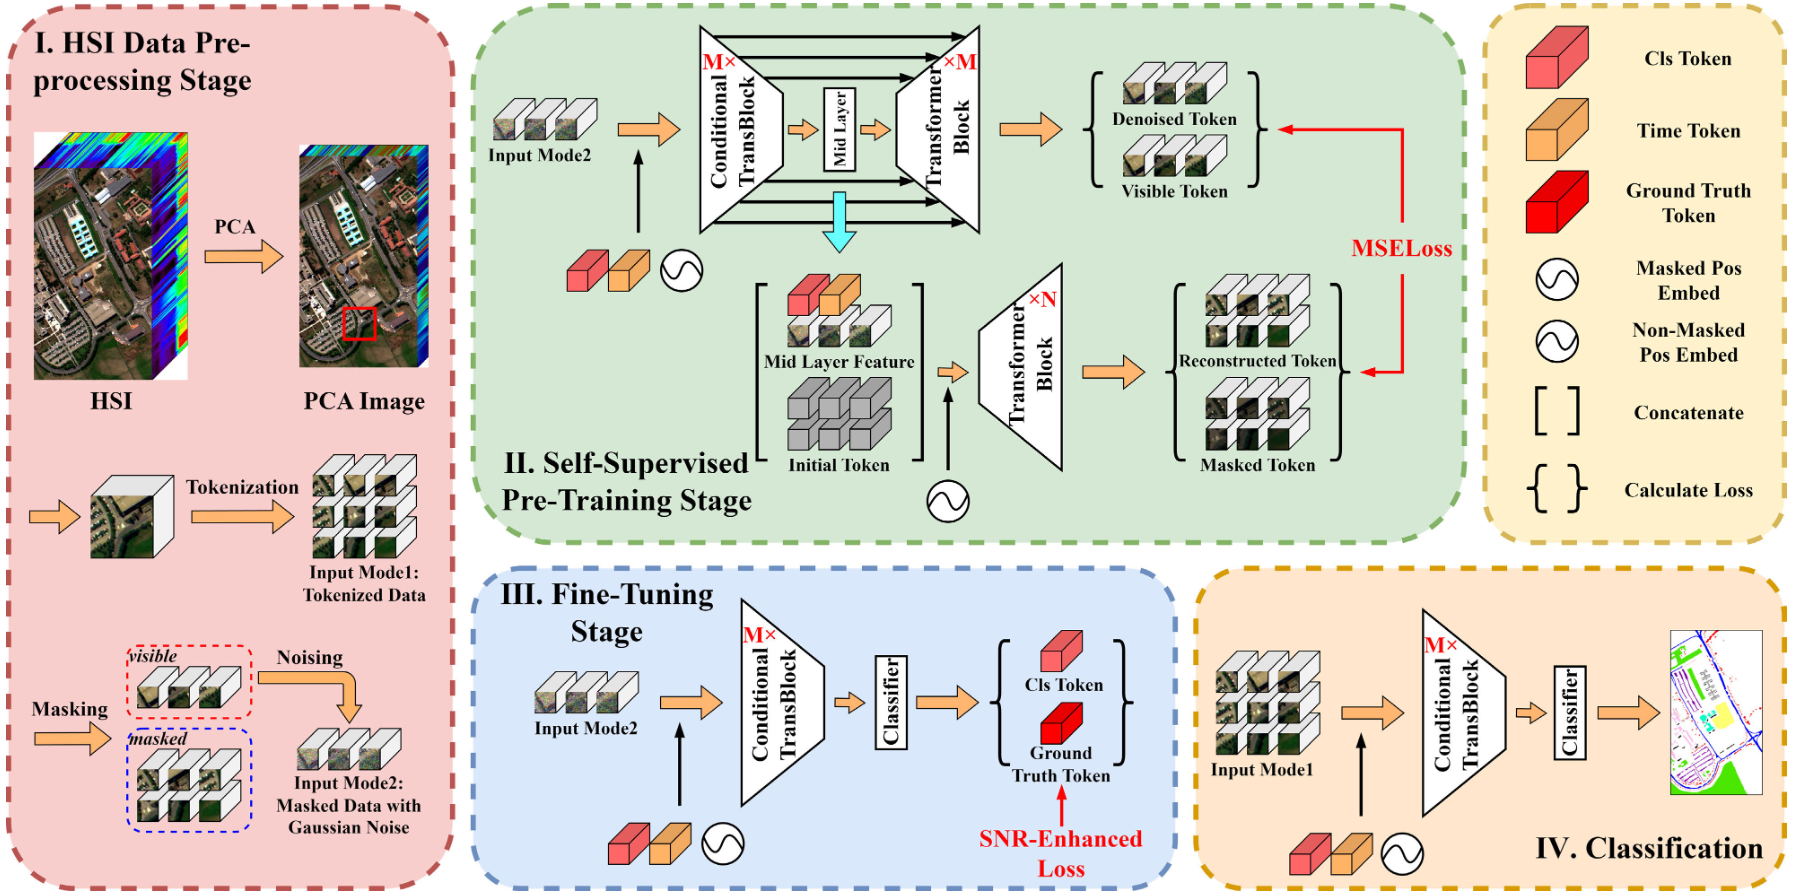 I. HSI Data Pre-
processing Stage
PCA
HSI
PCA Image
Tokenization
Input Mode1:
Tokenized Data
visible
Noising
Masking
masked
Input Mode2:
Masked Data with
Gaussian Noise
M×
Conditional
TransBlock
Mid Layer
×M
Transformer
Block
Input Mode2
Denoised Token
Visible Token
MSELoss
Mid Layer Feature
Initial Token
×N
Transformer
Block
Reconstructed Token
Masked Token
II. Self-Supervised
Pre-Training Stage
Cls Token
Time Token
Ground Truth
Token
Masked Pos
Embed
Non-Masked
Pos Embed
[ ]
Concatenate
{ }
Calculate Loss
III. Fine-Tuning
Stage
Input Mode2
M×
Conditional
TransBlock
Classifier
Cls Token
Ground
Truth Token
SNR-Enhanced
Loss
Input Mode1
M×
Conditional
TransBlock
Classifier
IV. Classification